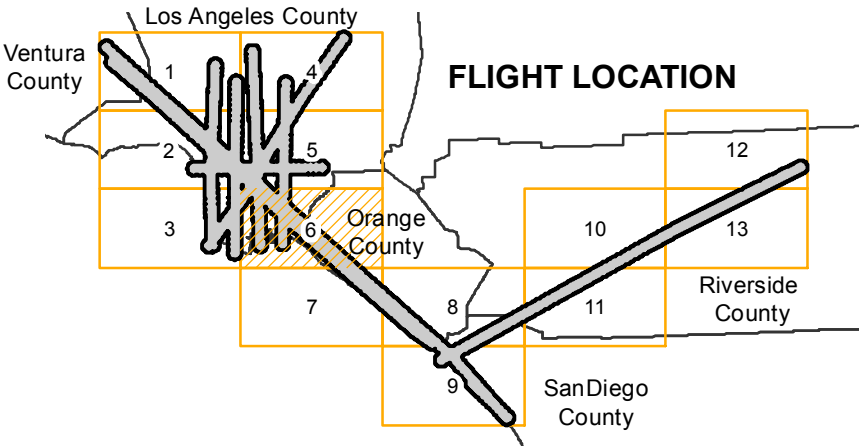 Los Angeles County
Ventura
County
1
4
FLIGHT LOCATION
2
5
12
3
6
Orange
County
10
13
7
8
11
Riverside
County
9
SanDiego
County